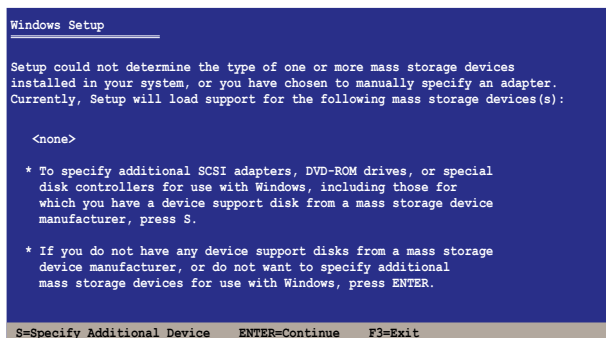 Windows Setup
Setup could not determine the type of one or more mass storage devices
installed in your system, or you have chosen to manually specify an adapter.
Currently, Setup will load support for the following mass storage devices(s):
<none>
* To specify additional SCSI adapters, DVD-ROM drives, or special
disk controllers for use with Windows, including those for
which you have a device support disk from a mass storage device
manufacturer, press S.
* If you do not have any device support disks from a mass storage
device manufacturer, or do not want to specify additional
mass storage devices for use with Windows, press ENTER.
S=Specify Additional Device ENTER=Continue F3=Exit